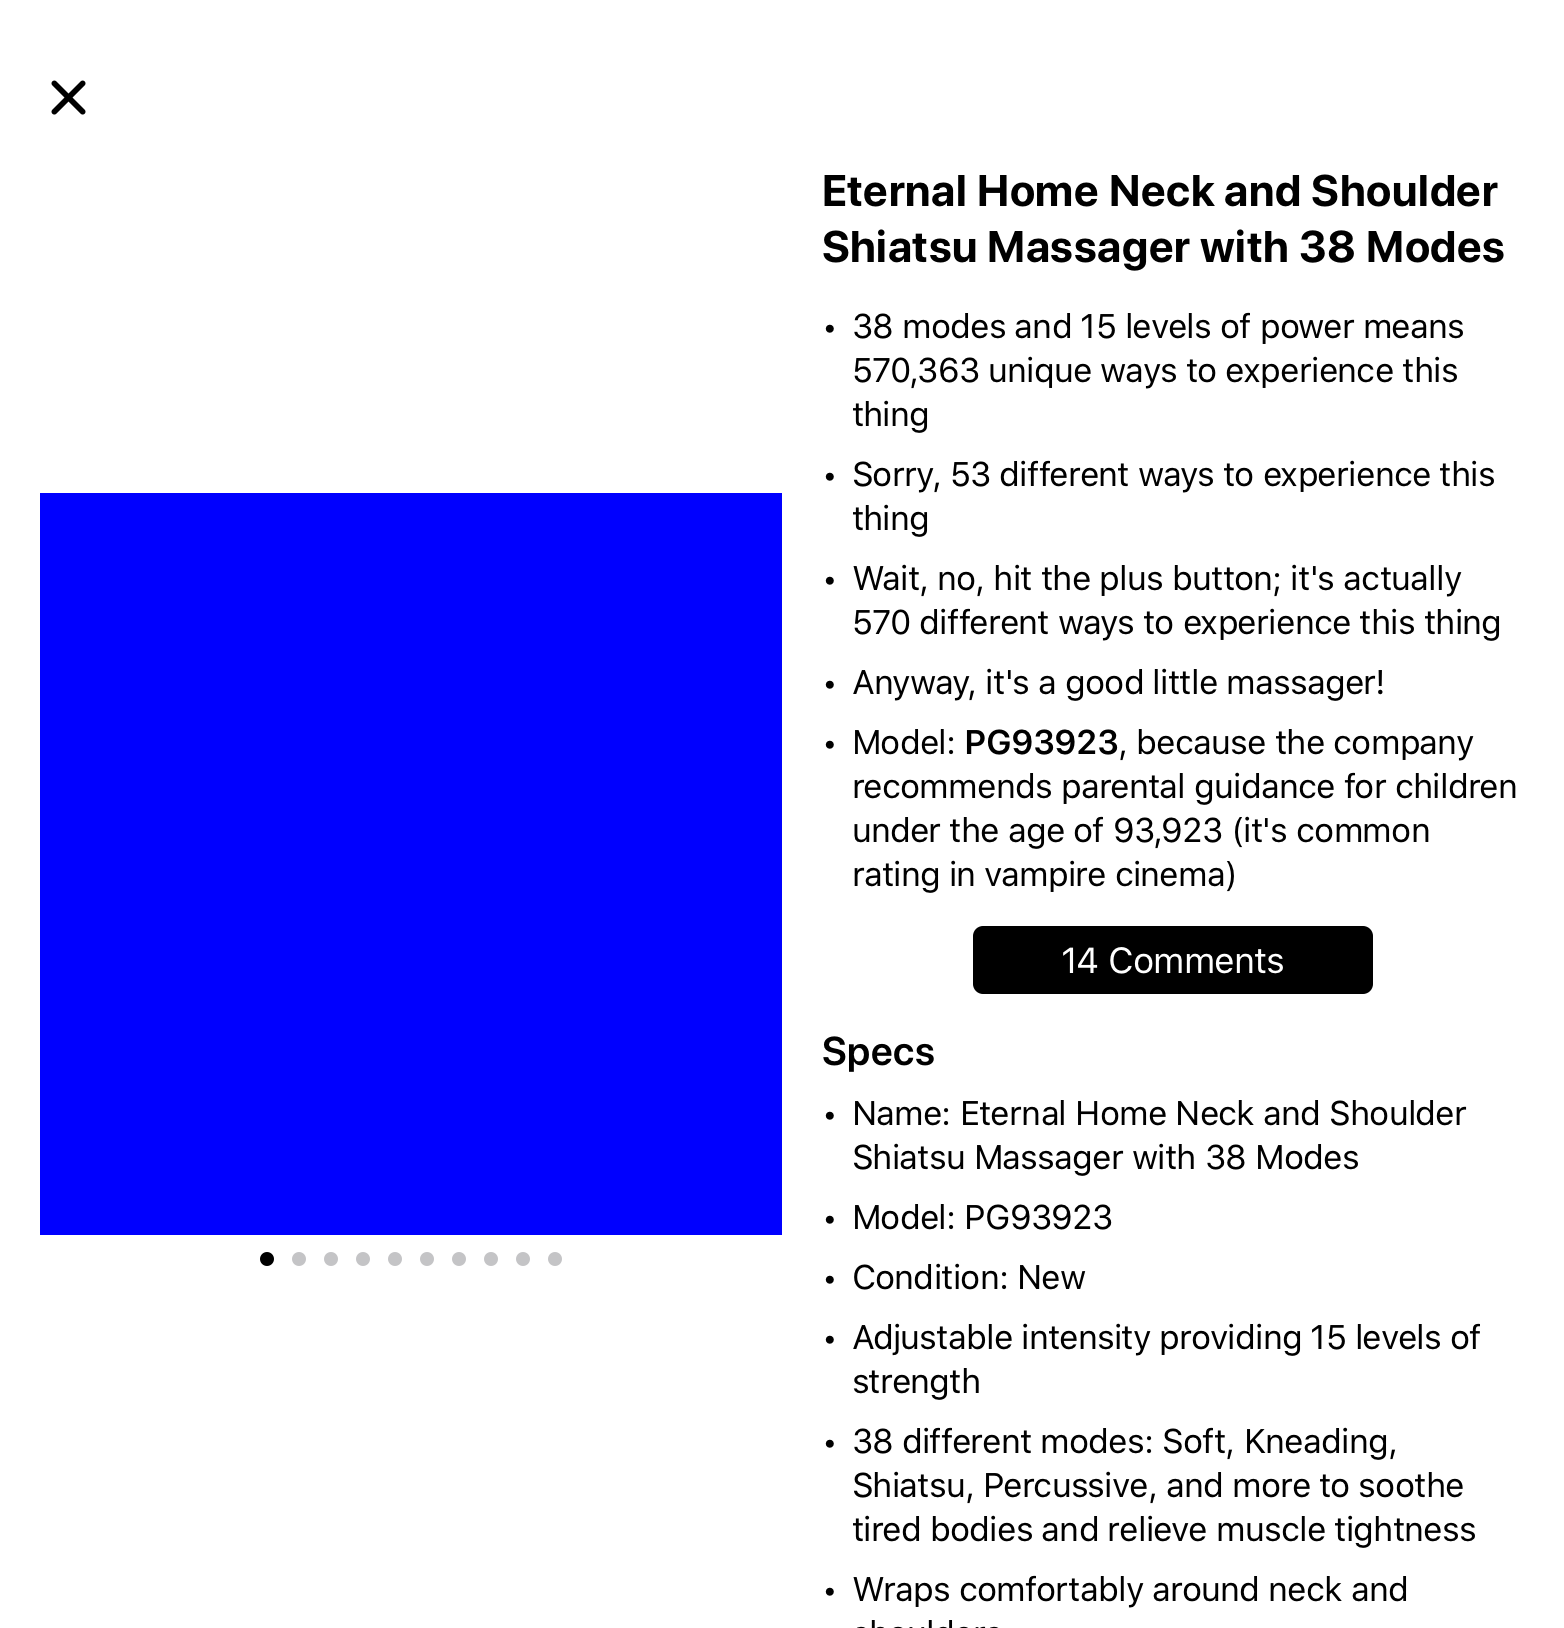 Eternal Home Neck and Shoulder
Shiatsu Massager with 38 Modes
• 38 modes and 15 levels of power means
570,363 unique ways to experience this
thing
• Sorry, 53 different ways to experience this
thing
• Wait, no, hit the plus button; it's actually
570 different ways to experience this thing
• Anyway, it's a good little massager!
• Model: PG93923, because the company
recommends parental guidance for children
under the age of 93,923 (it's common
rating in vampire cinema)
14 Comments
Specs
• Name: Eternal Home Neck and Shoulder
Shiatsu Massager with 38 Modes
• Model: PG93923
• Condition: New
• Adjustable intensity providing 15 levels of
strength
• 38 different modes: Soft, Kneading,
Shiatsu, Percussive, and more to soothe
tired bodies and relieve muscle tightness
• Wraps comfortably around neck and